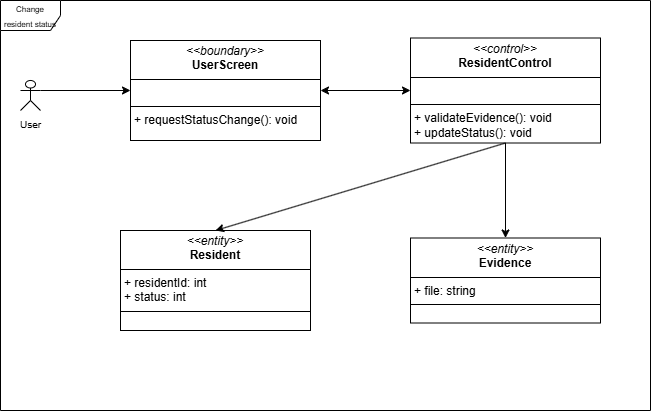 Change
resident status
<<boundary>>
UserScreen
+ requestStatusChange(): void
<<control>>
ResidentControl
+ validateEvidence(): void
+ updateStatus(): void
User
<<entity>>
Resident
+ residentId: int
+ status: int
<<entity>>
Evidence
+ file: string